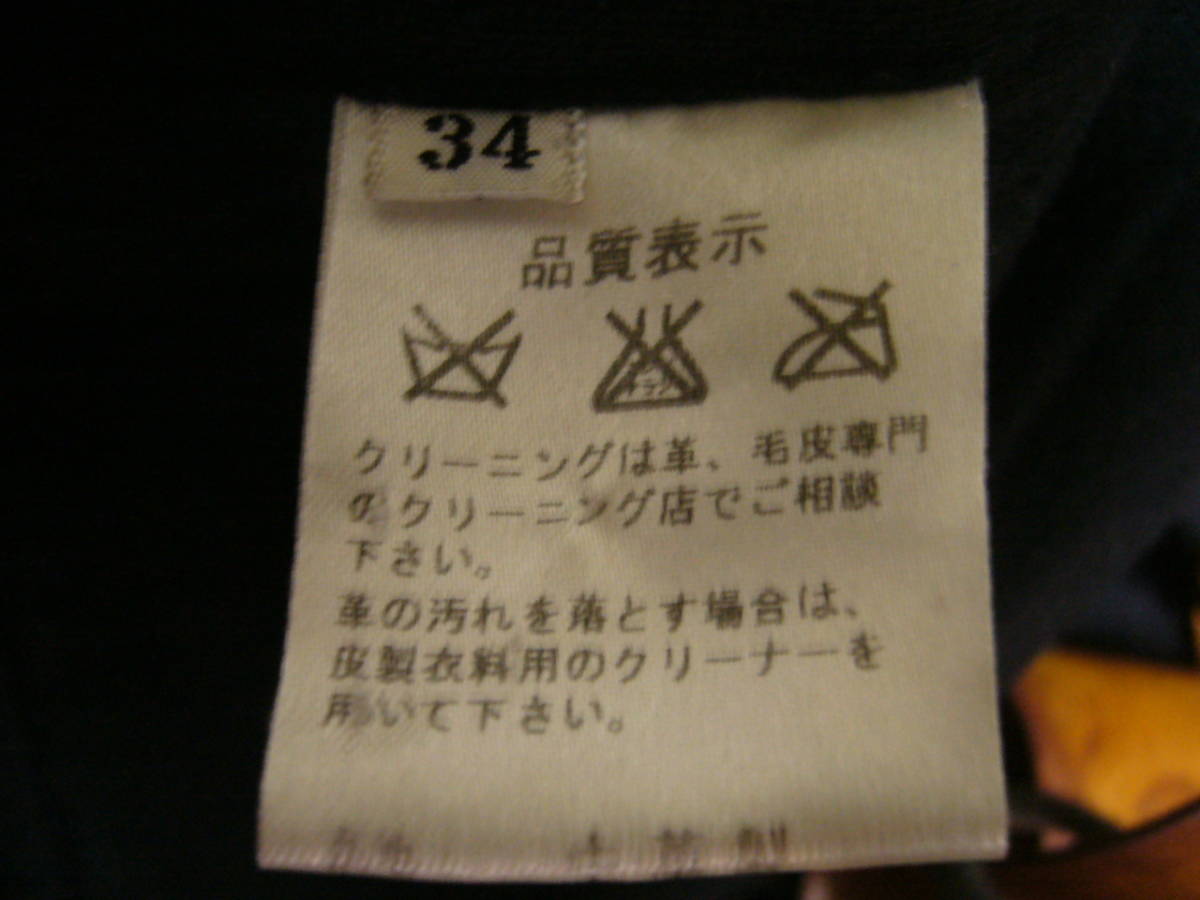 34
品質表示
クリーニングは革、毛皮専門
のクリーニング店でご相談
下さい。
革の汚れを落とす場合は、
皮製衣料用のクリーナーを
用いて下さい。